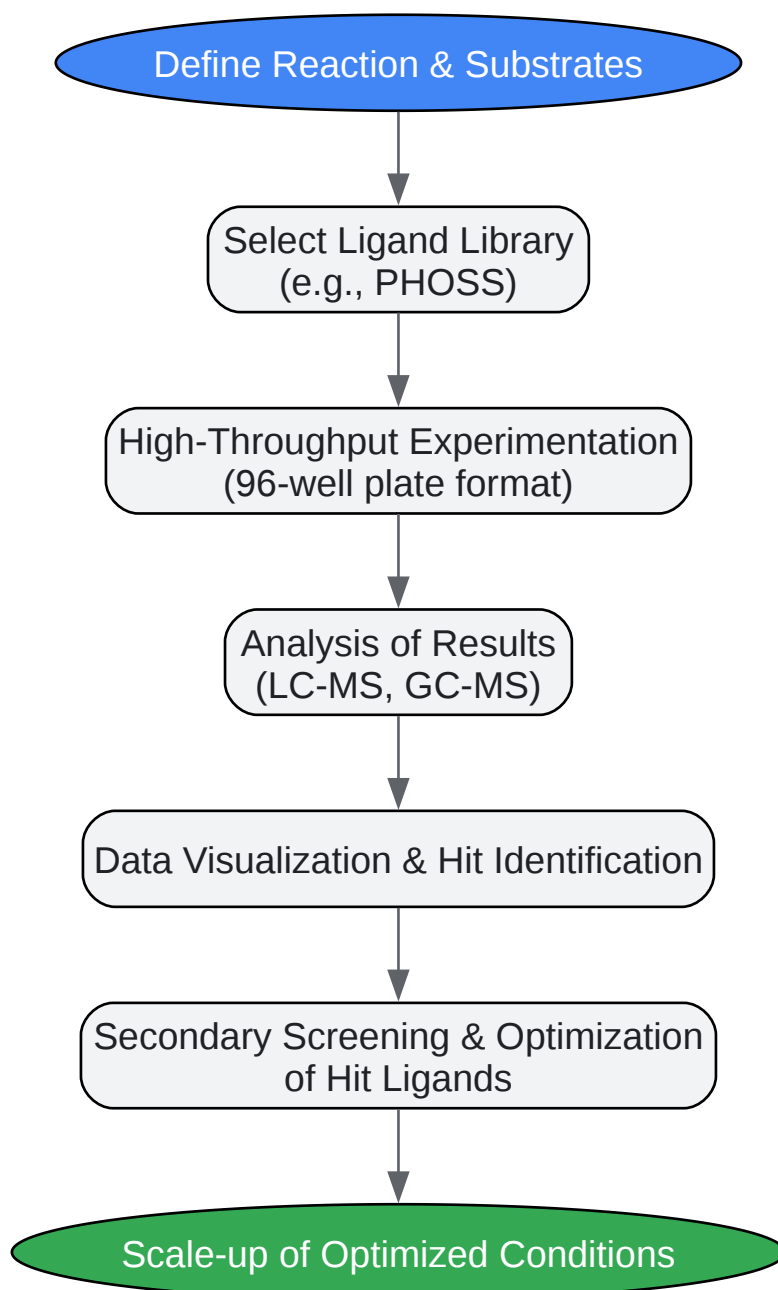 Define Reaction & Substrates
Select Ligand Library
(e.g., PHOSS)
High-Throughput Experimentation
(96-well plate format)
Analysis of Results
(LC-MS, GC-MS)
Data Visualization & Hit Identification
Secondary Screening & Optimization
of Hit Ligands
Scale-up of Optimized Conditions